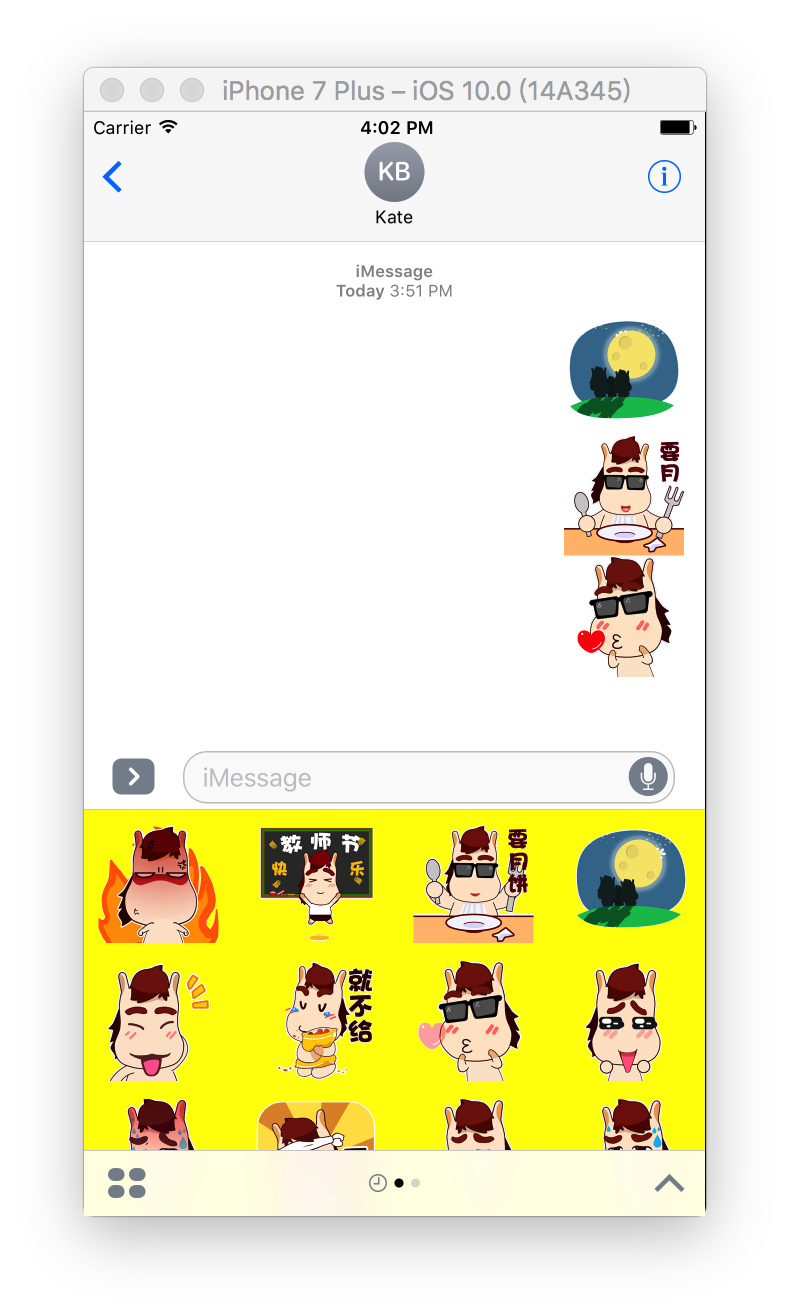 iPhone 7 Plus – iOS 10.0 (14A345)
Carrier
4:02 PM
KB
Kate
iMessage
Today 3:51 PM
要
月
iMessage
教师节
快乐
要
月
饼
就
不
给